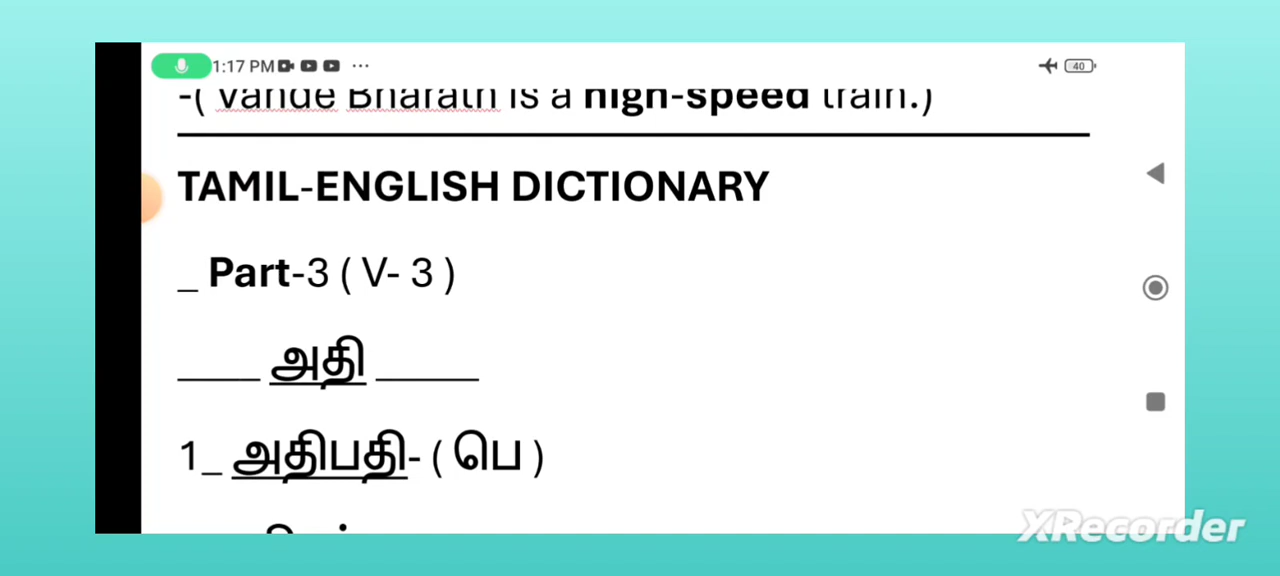 1:17 PM ... 40
-( Vande Bharath is a high-speed train.)
TAMIL-ENGLISH DICTIONARY
_ Part-3 ( V- 3 )
____ அதி _____
1_ அதிபதி- ( பெ )
XRecorder